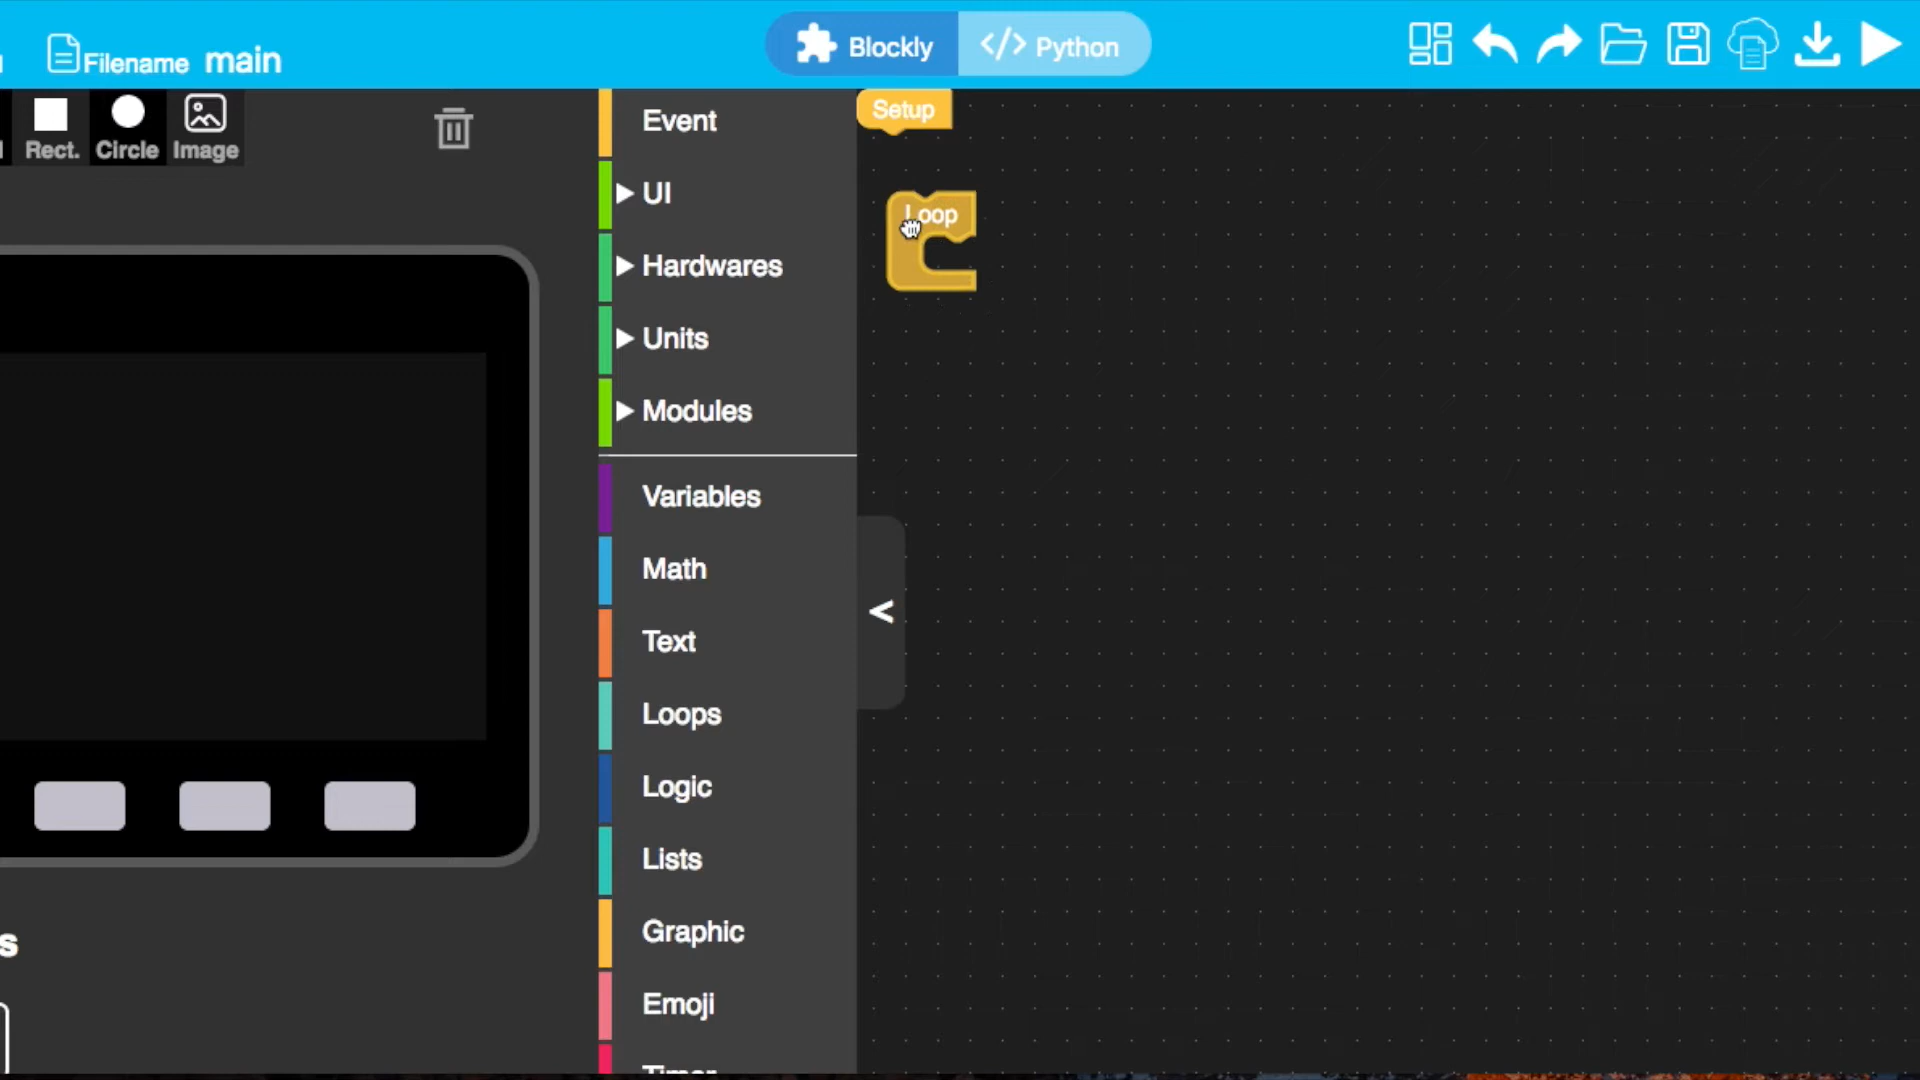 Filename main
Blockly
</> Python
Rect.
Circle
Image
Event
UI
Hardwares
Units
Modules
Variables
Math
Text
Loops
Logic
Lists
Graphic
Emoji
Setup
Loop
<
s